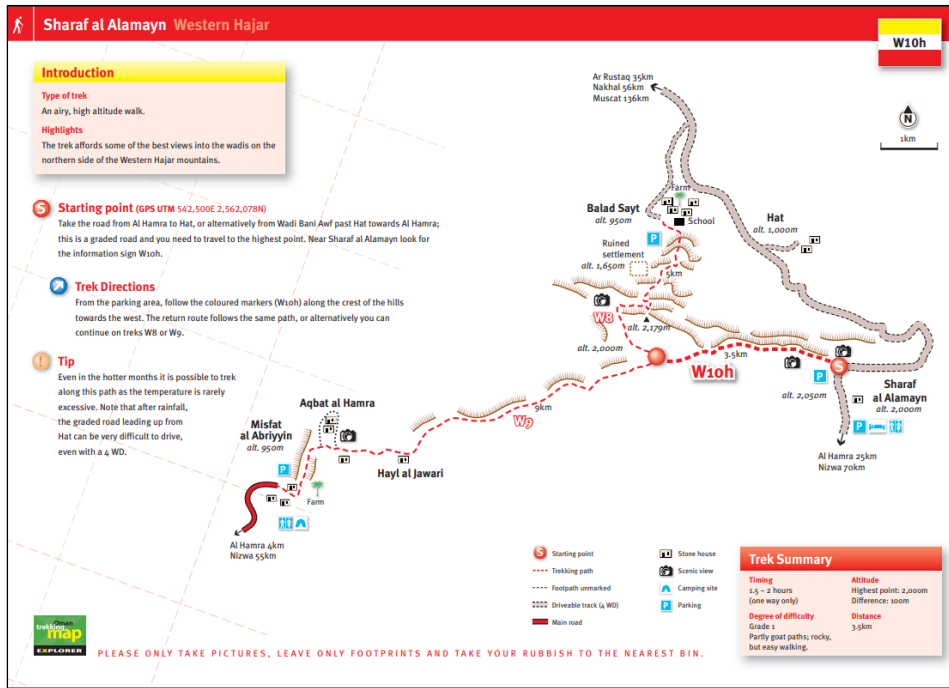 Sharaf al Alamayn Western Hajar
W10h
Introduction
Type of trek
An airy, high altitude walk.
Highlights
The trek affords some of the best views into the wadis on the
northern side of the Western Hajar mountains.
S Starting point (GPS UTM 542,500E 2,562,078N)
Take the road from Al Hamra to Hat, or alternatively from Wadi Bani Awf past Hat towards Al Hamra;
this is a graded road and you need to travel to the highest point. Near Sharaf al Alamayn look for
the information sign W10h.
Trek Directions
From the parking area, follow the coloured markers (W10h) along the crest of the hills
towards the west. The return route follows the same path, or alternatively you can
continue on treks W8 or W9.
! Tip
Even in the hotter months it is possible to trek
along this path as the temperature is rarely
excessive. Note that after rainfall,
the graded road leading up from
Hat can be very difficult to drive,
even with a 4 WD.
Ar Rustaq 35km
Nakhal 56km
Muscat 136km
N
1km
Farm
Balad Sayt
alt. 950m
School
P
Hat
alt. 1,000m
Ruined
settlement
alt. 1,650m
5km
W8
alt. 2,179m
alt. 2,000m
3.5km
W10h
S
P
alt. 2,050m
Sharaf
al Alamayn
alt. 2,000m
P
Al Hamra 25km
Nizwa 70km
9km
W9
Aqbat al Hamra
Misfat
al Abriyyin
alt. 950m
P
Hayl al Jawari
Farm
Al Hamra 4km
Nizwa 55km
S Starting point
Trekking path
Footpath unmarked
Driveable track (4 WD)
Main road
Stone house
Scenic view
Camping site
P Parking
Trek Summary
Timing
1.5 – 2 hours
(one way only)
Degree of difficulty
Grade 1
Partly goat paths; rocky,
but easy walking.
Altitude
Highest point: 2,000m
Difference: 100m
Distance
3.5km
Oman
trekking
map
EXPLORER
PLEASE ONLY TAKE PICTURES, LEAVE ONLY FOOTPRINTS AND TAKE YOUR RUBBISH TO THE NEAREST BIN.